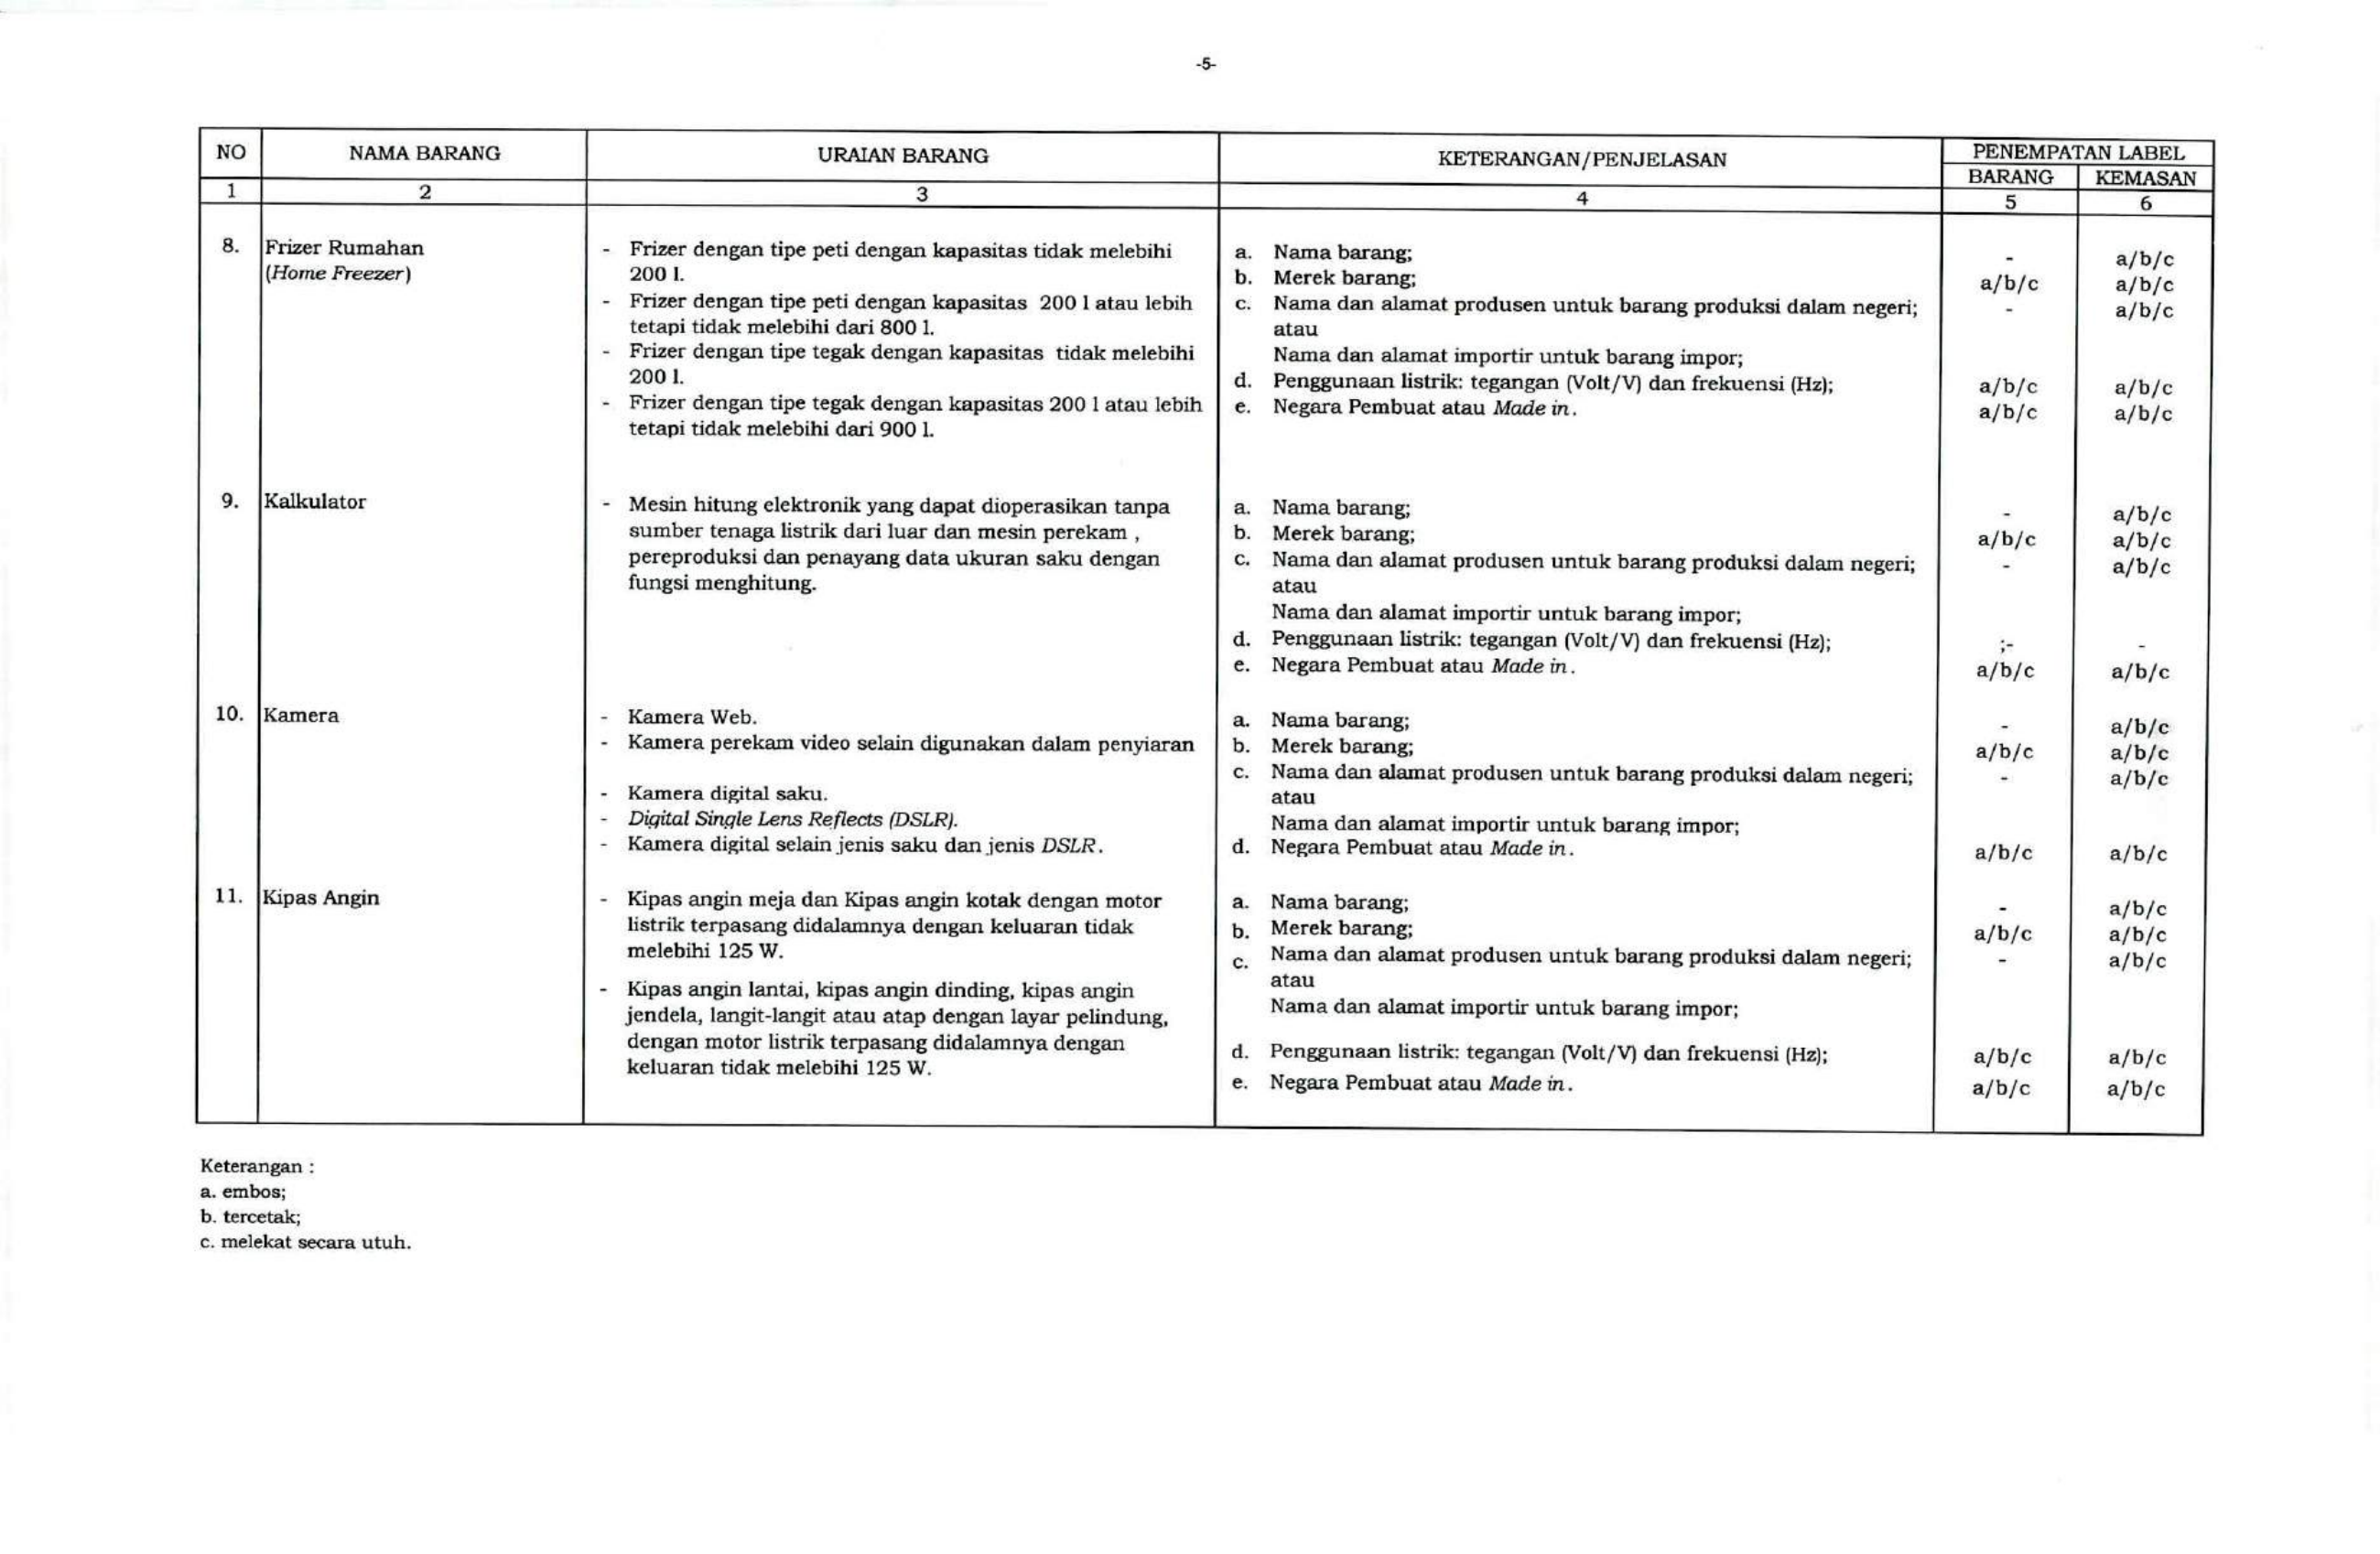 -5-
NO NAMA BARANG URAIAN BARANG KETERANGAN/PENJELASAN PENEMPATAN LABEL
BARANG KEMASAN
1 2 3 4 5 6
8. Frizer Rumahan
(Home Freezer)
- Frizer dengan tipe peti dengan kapasitas tidak melebihi
200 l.
- Frizer dengan tipe peti dengan kapasitas 200 l atau lebih
tetapi tidak melebihi dari 800 l.
- Frizer dengan tipe tegak dengan kapasitas tidak melebihi
200 l.
- Frizer dengan tipe tegak dengan kapasitas 200 l atau lebih
tetapi tidak melebihi dari 900 l.
a. Nama barang; - a/b/c
b. Merek barang; a/b/c a/b/c
c. Nama dan alamat produsen untuk barang produksi dalam negeri; - a/b/c
atau
Nama dan alamat importir untuk barang impor;
d. Penggunaan listrik: tegangan (Volt/V) dan frekuensi (Hz); a/b/c a/b/c
e. Negara Pembuat atau Made in. a/b/c a/b/c
9. Kalkulator
- Mesin hitung elektronik yang dapat dioperasikan tanpa
sumber tenaga listrik dari luar dan mesin perekam ,
pereproduksi dan penayang data ukuran saku dengan
fungsi menghitung.
a. Nama barang; - a/b/c
b. Merek barang; a/b/c a/b/c
c. Nama dan alamat produsen untuk barang produksi dalam negeri; - a/b/c
atau
Nama dan alamat importir untuk barang impor;
d. Penggunaan listrik: tegangan (Volt/V) dan frekuensi (Hz); ;- -
e. Negara Pembuat atau Made in. a/b/c a/b/c
10. Kamera
- Kamera Web.
- Kamera perekam video selain digunakan dalam penyiaran
- Kamera digital saku.
- Digital Single Lens Reflects (DSLR).
- Kamera digital selain jenis saku dan jenis DSLR.
a. Nama barang; - a/b/c
b. Merek barang; a/b/c a/b/c
c. Nama dan alamat produsen untuk barang produksi dalam negeri; - a/b/c
atau
Nama dan alamat importir untuk barang impor;
d. Negara Pembuat atau Made in. a/b/c a/b/c
11. Kipas Angin
- Kipas angin meja dan Kipas angin kotak dengan motor
listrik terpasang didalamnya dengan keluaran tidak
melebihi 125 W.
- Kipas angin lantai, kipas angin dinding, kipas angin
jendela, langit-langit atau atap dengan layar pelindung,
dengan motor listrik terpasang didalamnya dengan
keluaran tidak melebihi 125 W.
a. Nama barang; - a/b/c
b. Merek barang; a/b/c a/b/c
c. Nama dan alamat produsen untuk barang produksi dalam negeri; - a/b/c
atau
Nama dan alamat importir untuk barang impor;
d. Penggunaan listrik: tegangan (Volt/V) dan frekuensi (Hz); a/b/c a/b/c
e. Negara Pembuat atau Made in. a/b/c a/b/c
Keterangan :
a. embos;
b. tercetak;
c. melekat secara utuh.